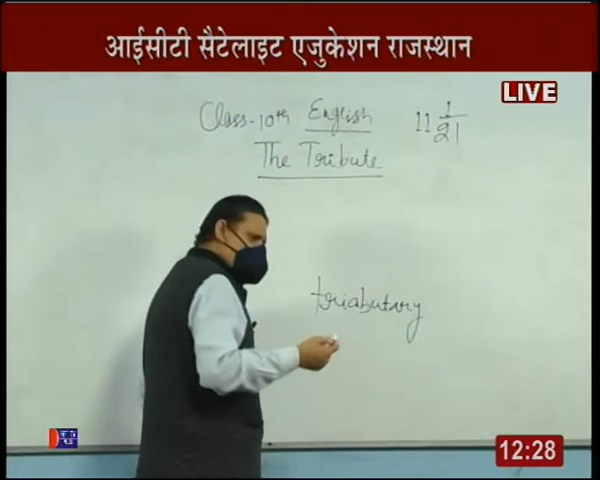 आईसीटी सैटेलाइट एजुकेशन राजस्थान
LIVE
Class-10th English 11 1/21
The Tribute
triabutary
12:28